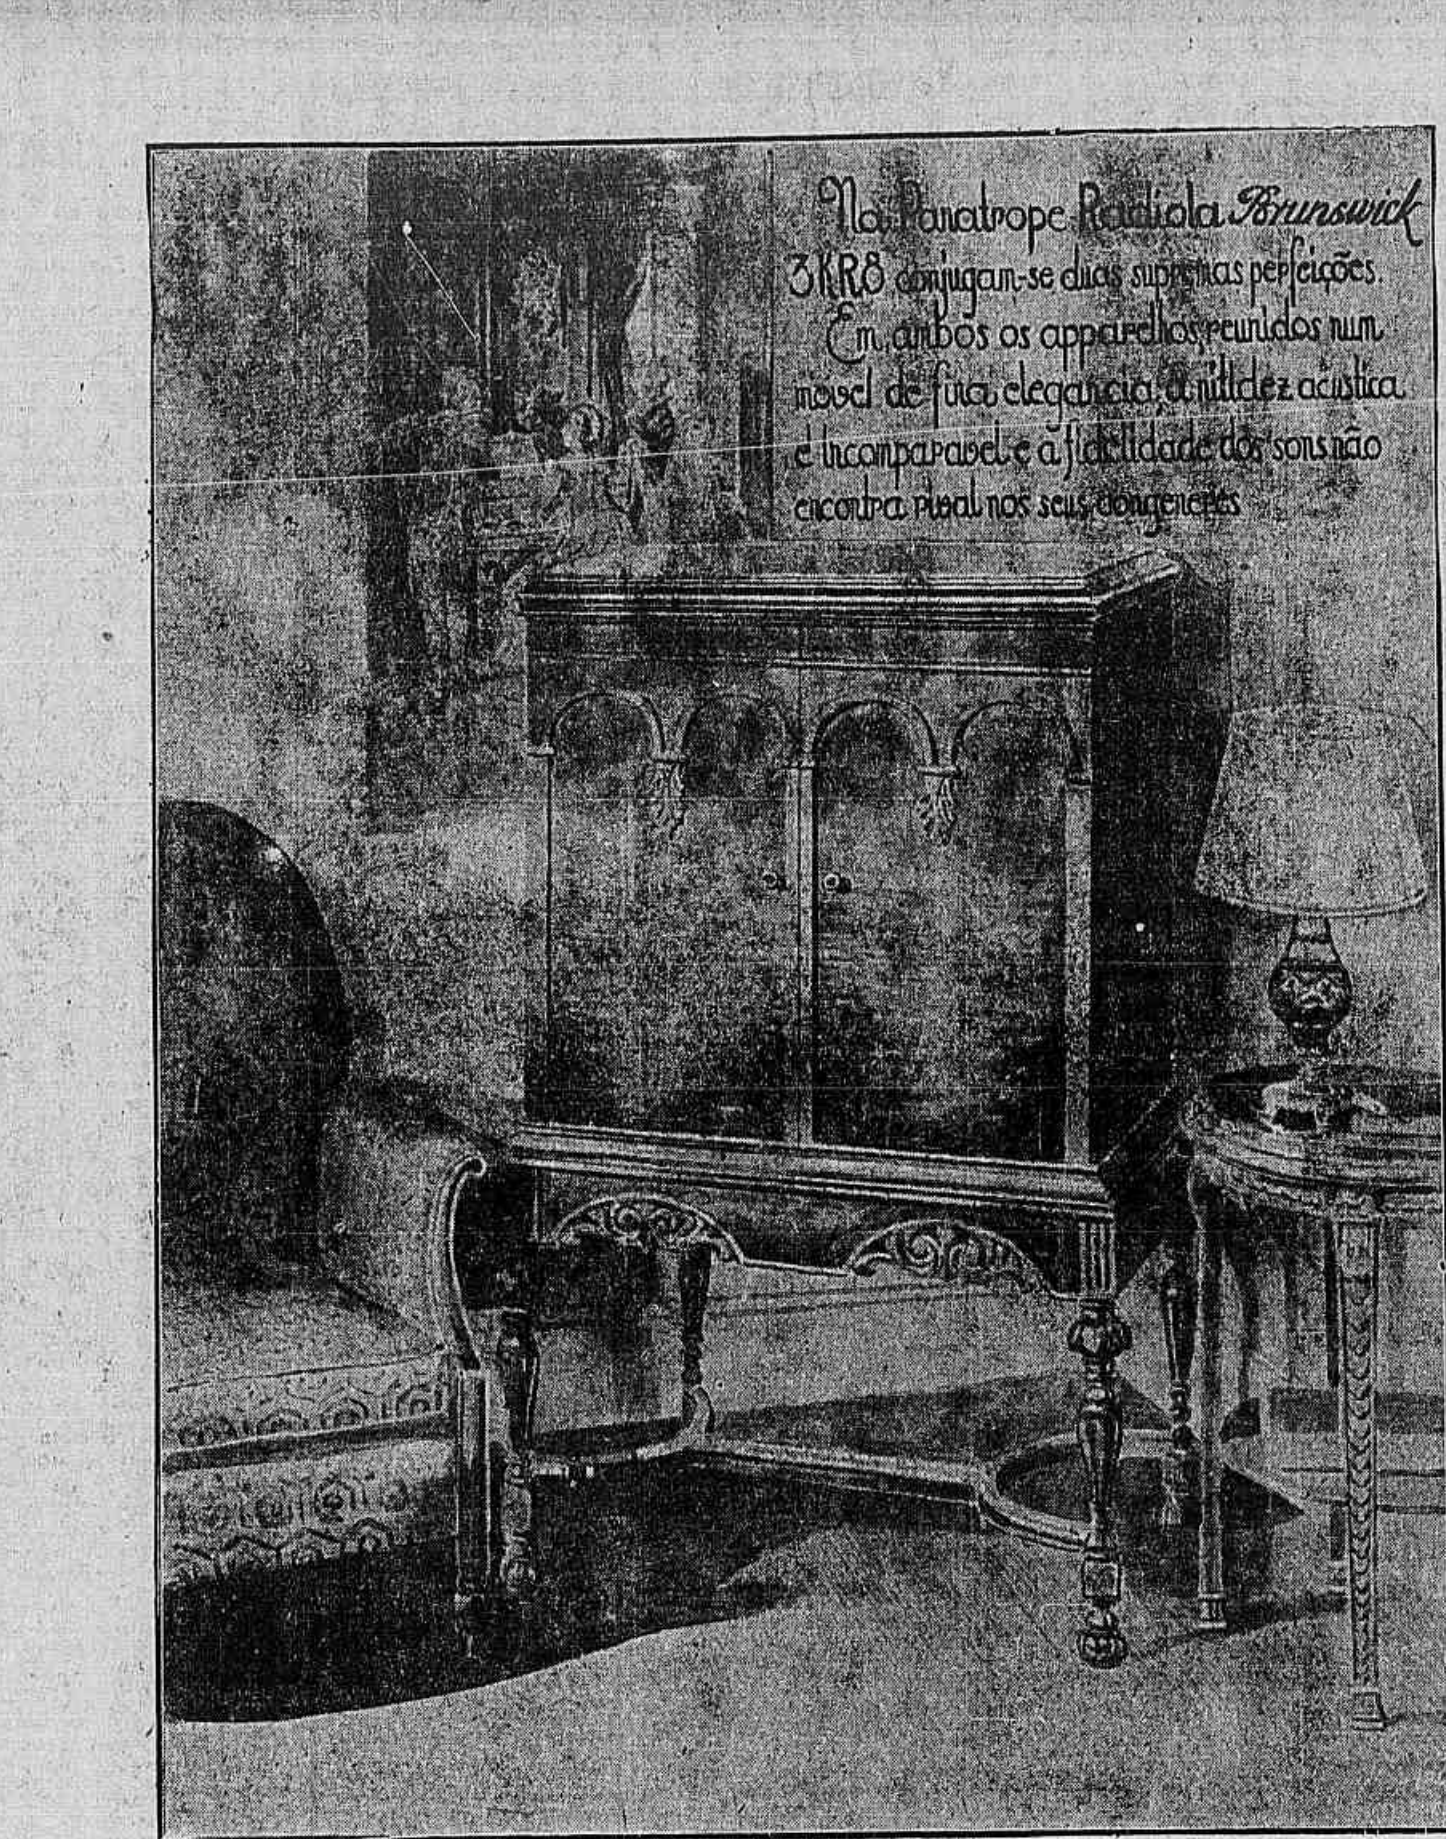 Na Panatrope Radiola Brunswick
3KR8 conjugam-se duas supremas perfeições.
Em ambos os apparelhos, reunidos num
movel de fina elegancia, a nitidez acustica
é incomparavel e a fidelidade dos sons não
encontra rival nos seus congeneres